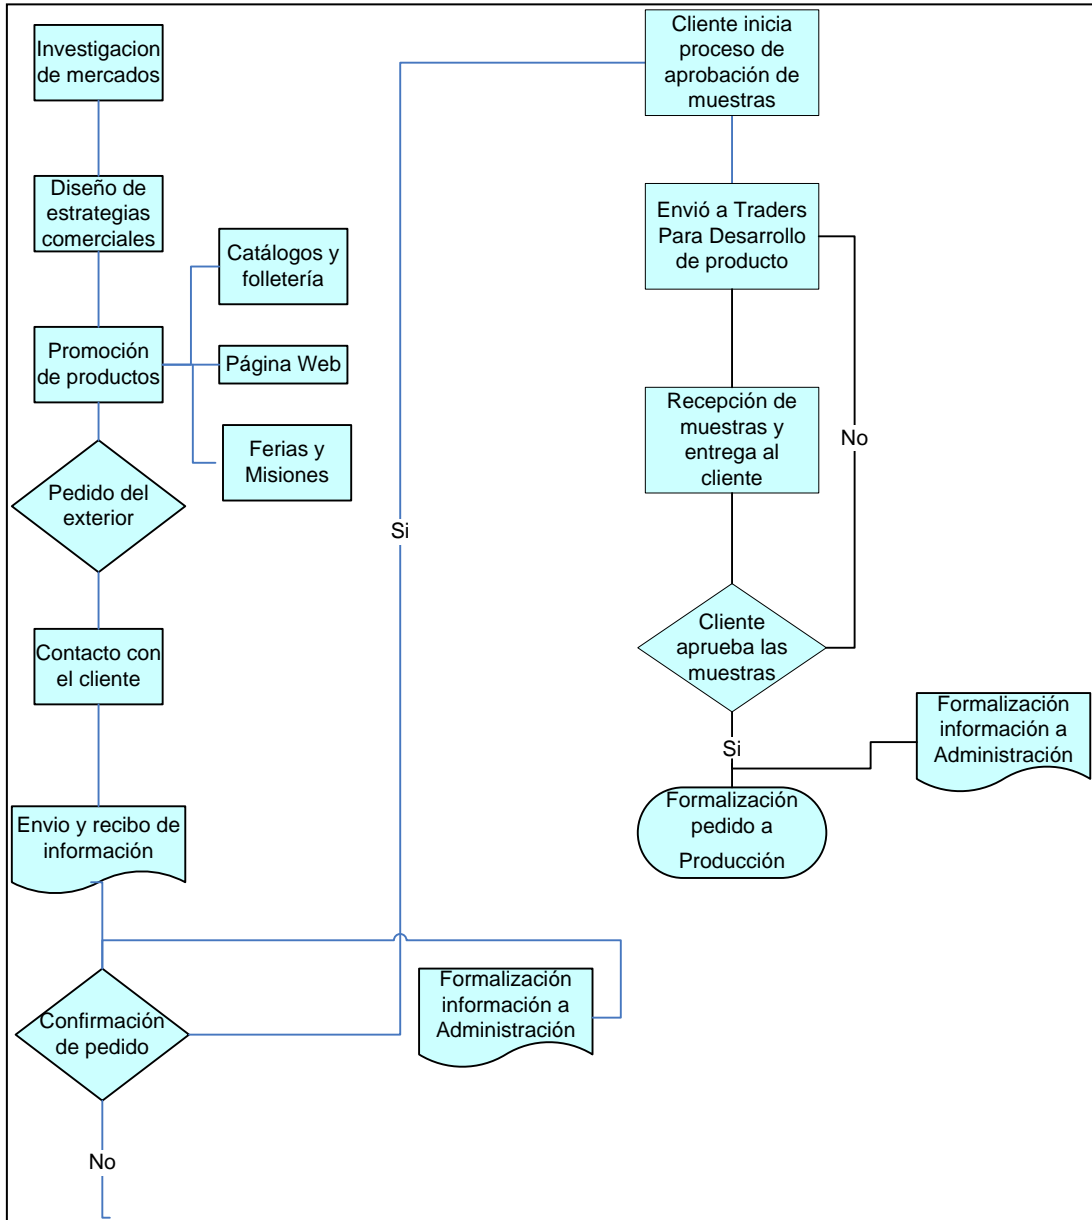 Investigacion
de mercados
Diseño de
estrategias
comerciales
Promoción
de productos
Catálogos y
folletería
Página Web
Ferias y
Misiones
Pedido del
exterior
Contacto con
el cliente
Envio y recibo de
información
Confirmación
de pedido
No
Formalización
información a
Administración
Si
Cliente inicia
proceso de
aprobación de
muestras
Envió a Traders
Para Desarrollo
de producto
Recepción de
muestras y
entrega al
cliente
No
Cliente
aprueba las
muestras
Si
Formalización
información a
Administración
Formalización
pedido a
Producción